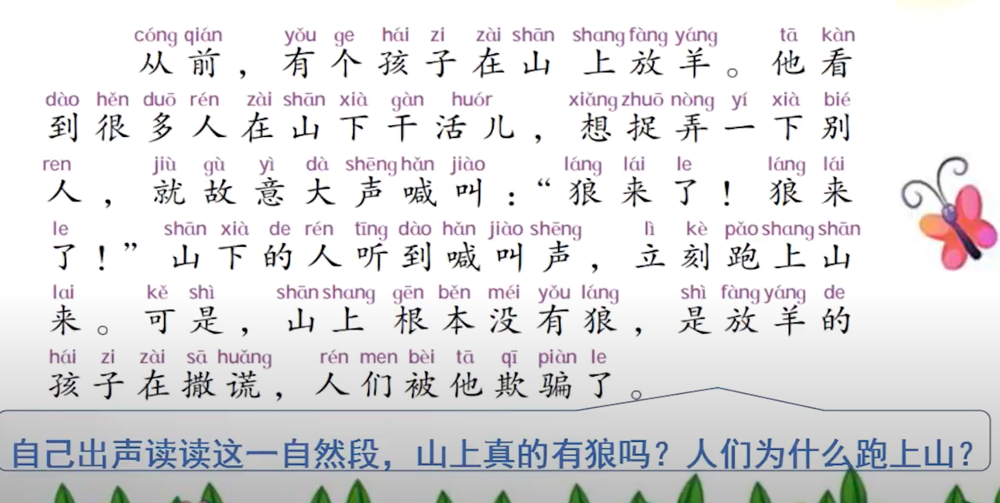 cóng qián yǒu ge hái zi zài shān shang fàng yáng tā kàn
从前，有个孩子在山上放羊。他看
dào hěn duō rén zài shān xià gàn huór xiǎng zhuō nòng yí xià bié
到很多人在山下干活儿，想捉弄一下别
ren jiù gù yì dà shēng hǎn jiào láng lái le láng lái
人，就故意大声喊叫：“狼来了！狼来
le shān xià de rén tīng dào hǎn jiào shēng lì kè pǎo shang shān
了！”山下的人听到喊叫声，立刻跑上山
lai kě shì shān shang gēn běn méi yǒu láng shì fàng yáng de
来。可是，山上根本没有狼，是放羊的
hái zi zài sā huǎng rén men bèi tā qī piàn le
孩子在撒谎，人们被他欺骗了。
自己出声读读这一自然段，山上真的有狼吗？人们为什么跑上山？